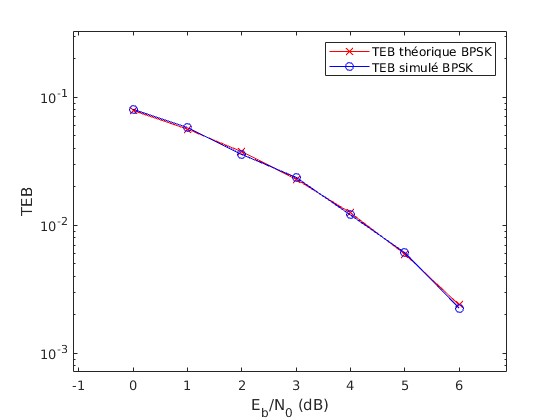 TEB théorique BPSK
TEB simulé BPSK
10^-1
10^-2
10^-3
TEB
-1 0 1 2 3 4 5 6
E_b/N_0 (dB)